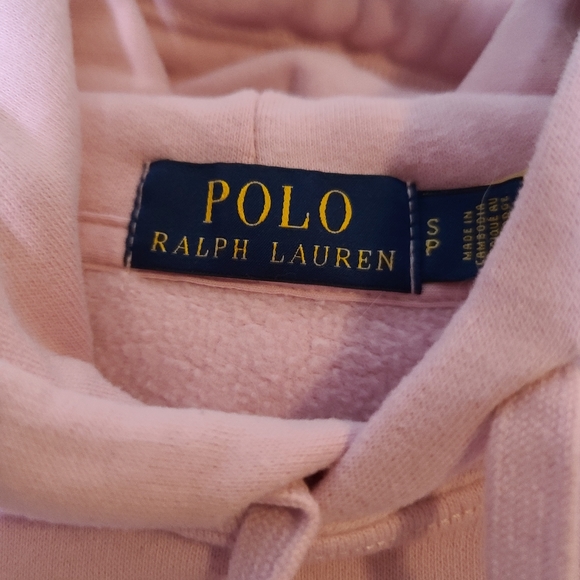 POLO
RALPH LAUREN
S
P
MADE IN
CAMBODIA